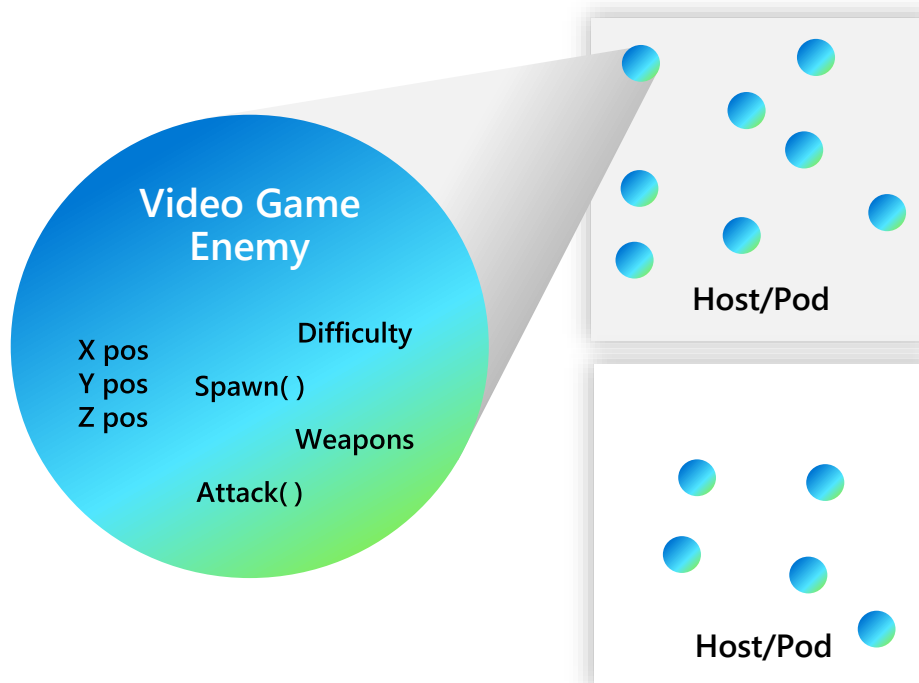 Video Game
Enemy
Difficulty
X pos
Y pos
Z pos
Spawn( )
Weapons
Attack( )
Host/Pod
Host/Pod